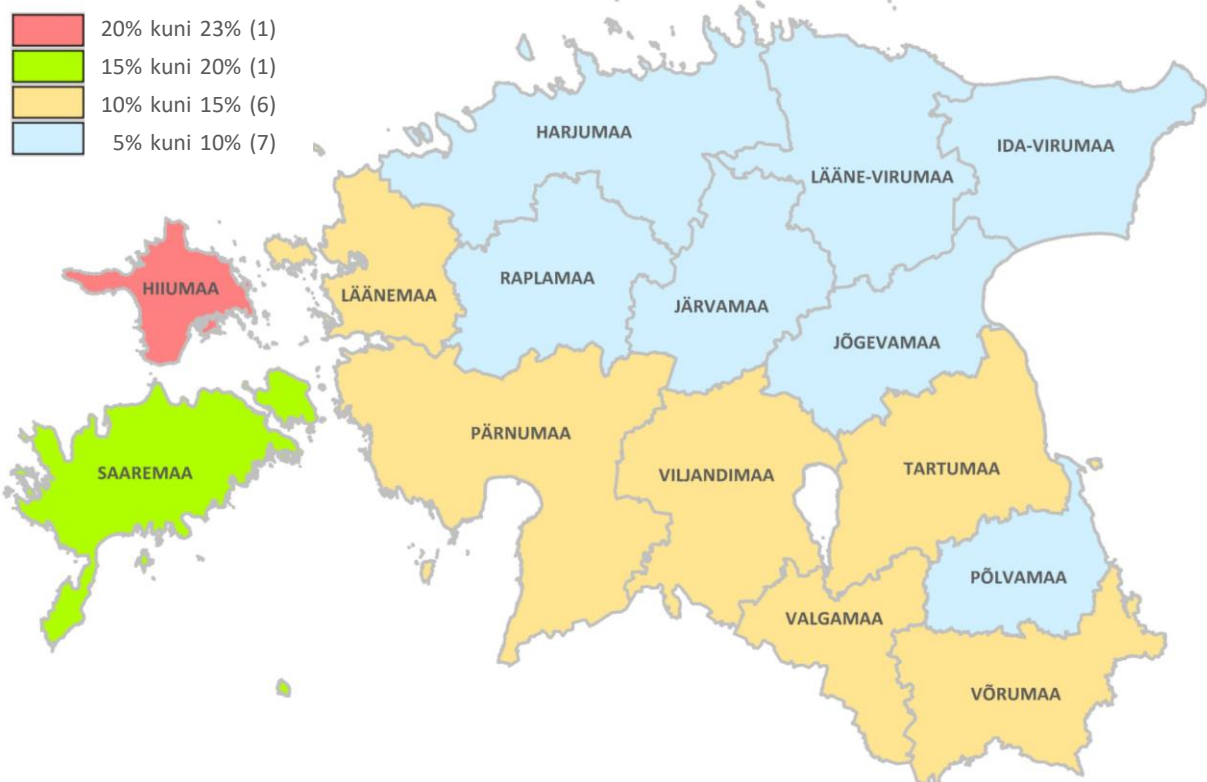 20% kuni 23% (1)
15% kuni 20% (1)
10% kuni 15% (6)
5% kuni 10% (7)
HARJUMAA
IDA-VIRUMAA
LÄÄNE-VIRUMAA
HIIUMAA
LÄÄNEMAA
RAPLAMAA
JÄRVAMAA
JÕGEVAMAA
PÄRNUMAA
SAAREMAA
VILJANDIMAA
TARTUMAA
PÕLVAMAA
VALGAMAA
VÕRUMAA